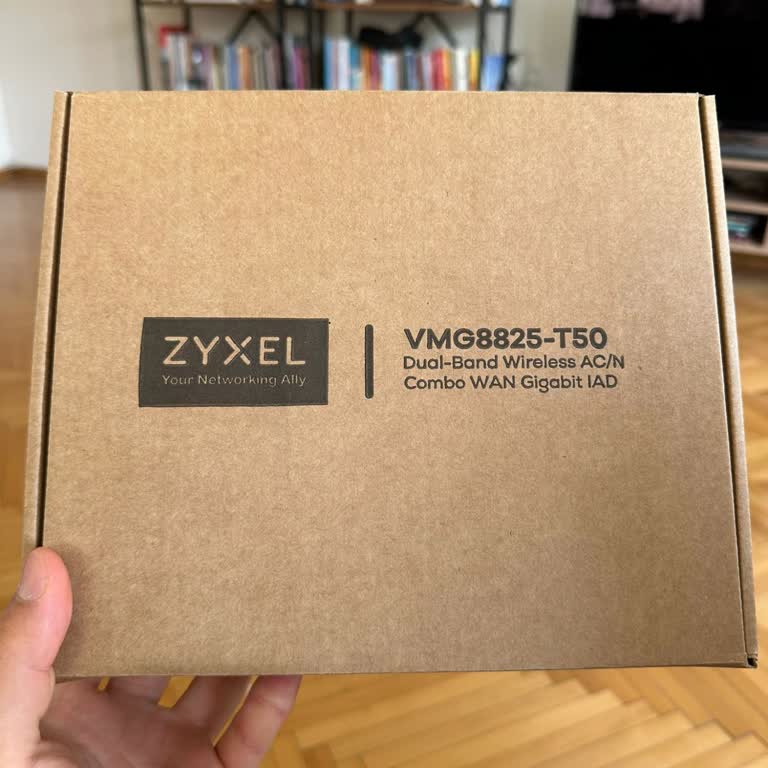 ZYXEL
Your Networking Ally
VMG8825-T50
Dual-Band Wireless AC/N
Combo WAN Gigabit IAD